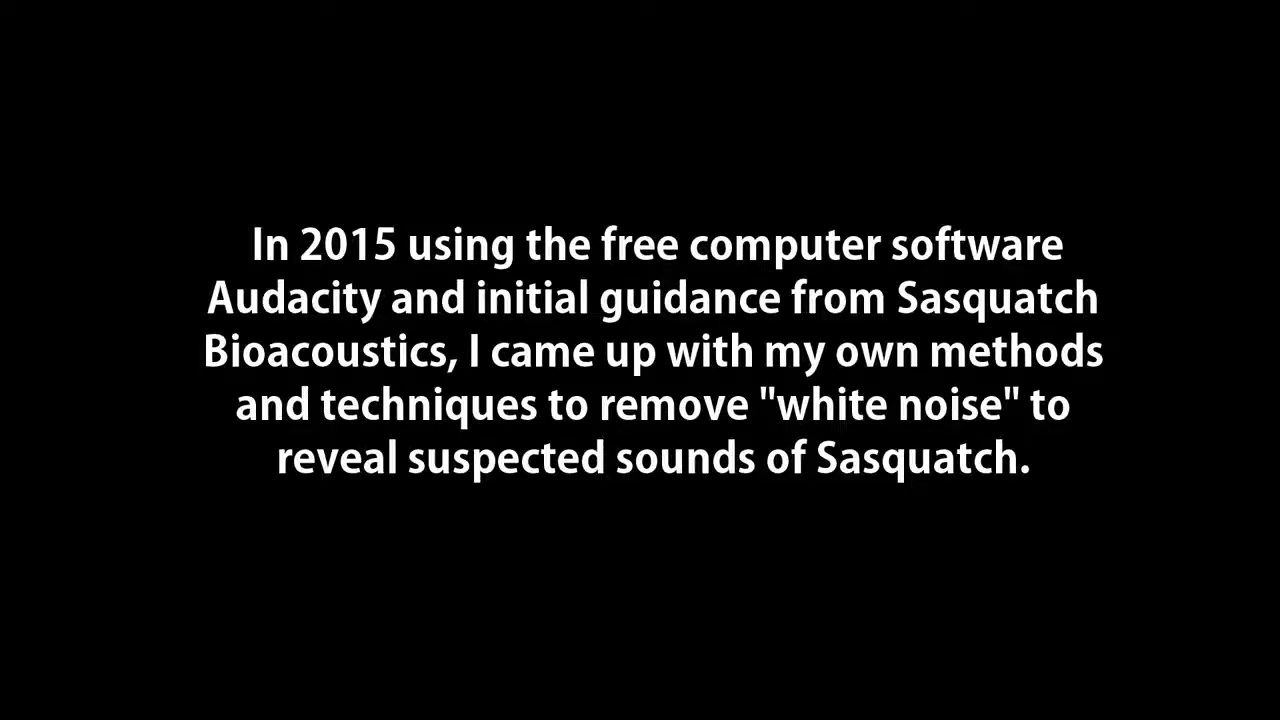 In 2015 using the free computer software
Audacity and initial guidance from Sasquatch
Bioacoustics, I came up with my own methods
and techniques to remove "white noise" to
reveal suspected sounds of Sasquatch.